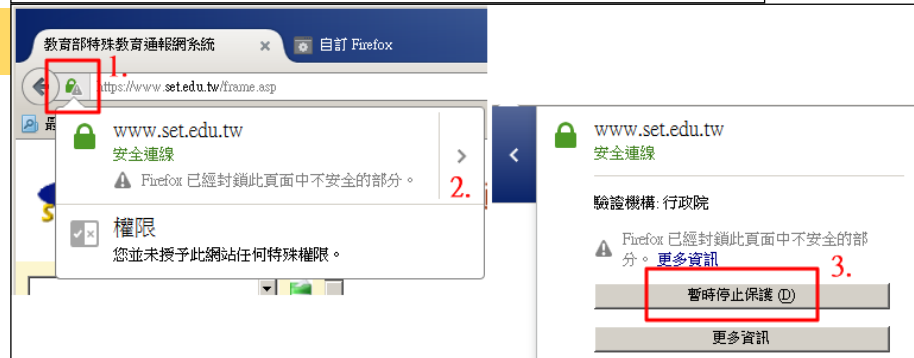 教育部特殊教育通報網系統
自訂 Firefox
1.
https://www.set.edu.tw/frame.asp
www.set.edu.tw
安全連線
Firefox 已經封鎖此頁面中不安全的部分。
2.
權限
您並未授予此網站任何特殊權限。
www.set.edu.tw
安全連線
驗證機構: 行政院
Firefox 已經封鎖此頁面中不安全的部
分。 更多資訊
3.
暫時停止保護 (D)
更多資訊